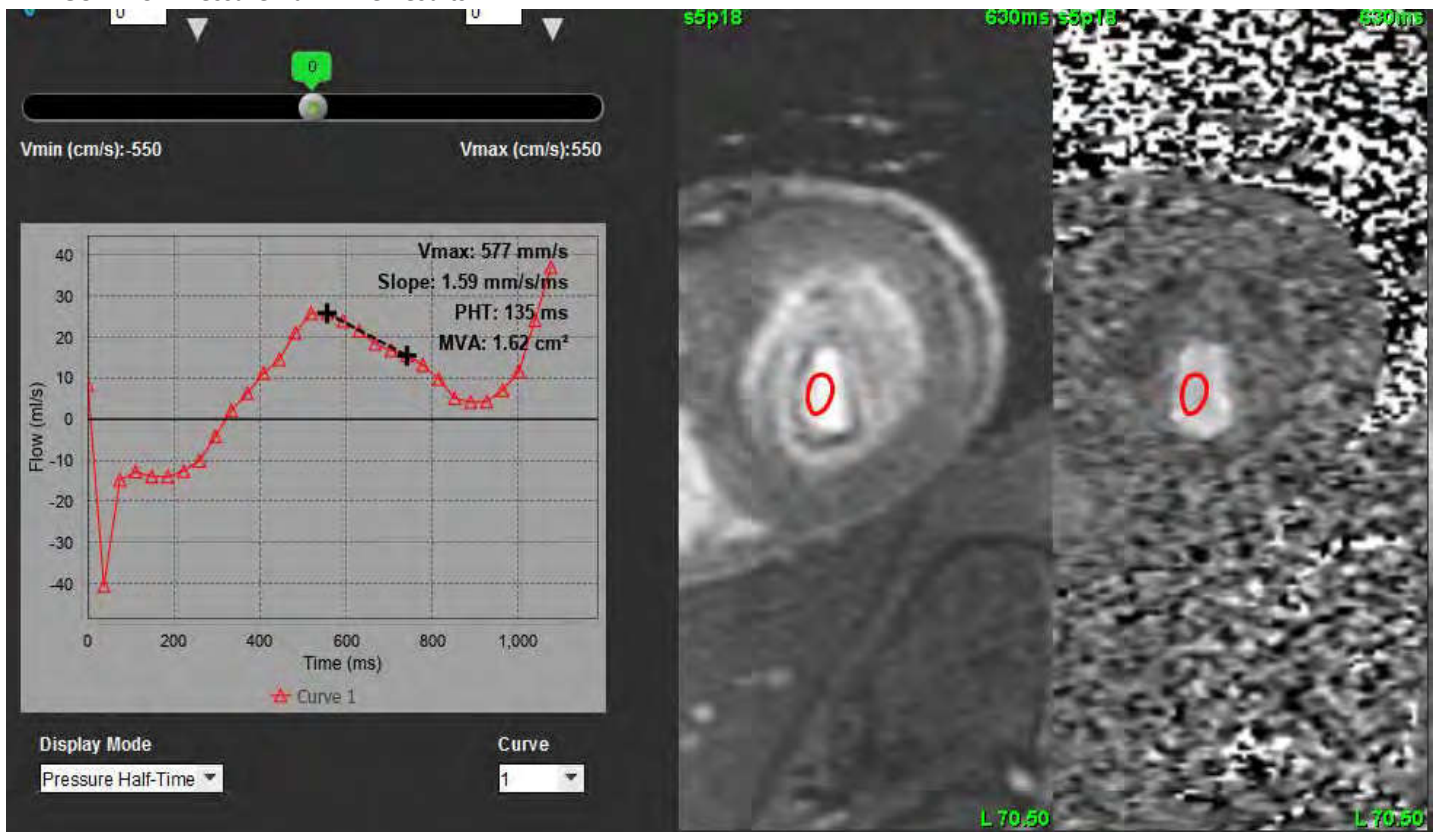 0 0
s5p18 630ms s5p18 630ms
0
Vmin (cm/s):-550 Vmax (cm/s):550
Vmax: 577 mm/s
Slope: 1.59 mm/s/ms
PHT: 135 ms
MVA: 1.62 cm²
40
30
20
10
0
-10
-20
-30
-40
Flow (ml/s)
0 200 400 600 800 1,000
Time (ms)
Curve 1
Display Mode Curve
Pressure Half-Time 1
L 70.50 L 70.50